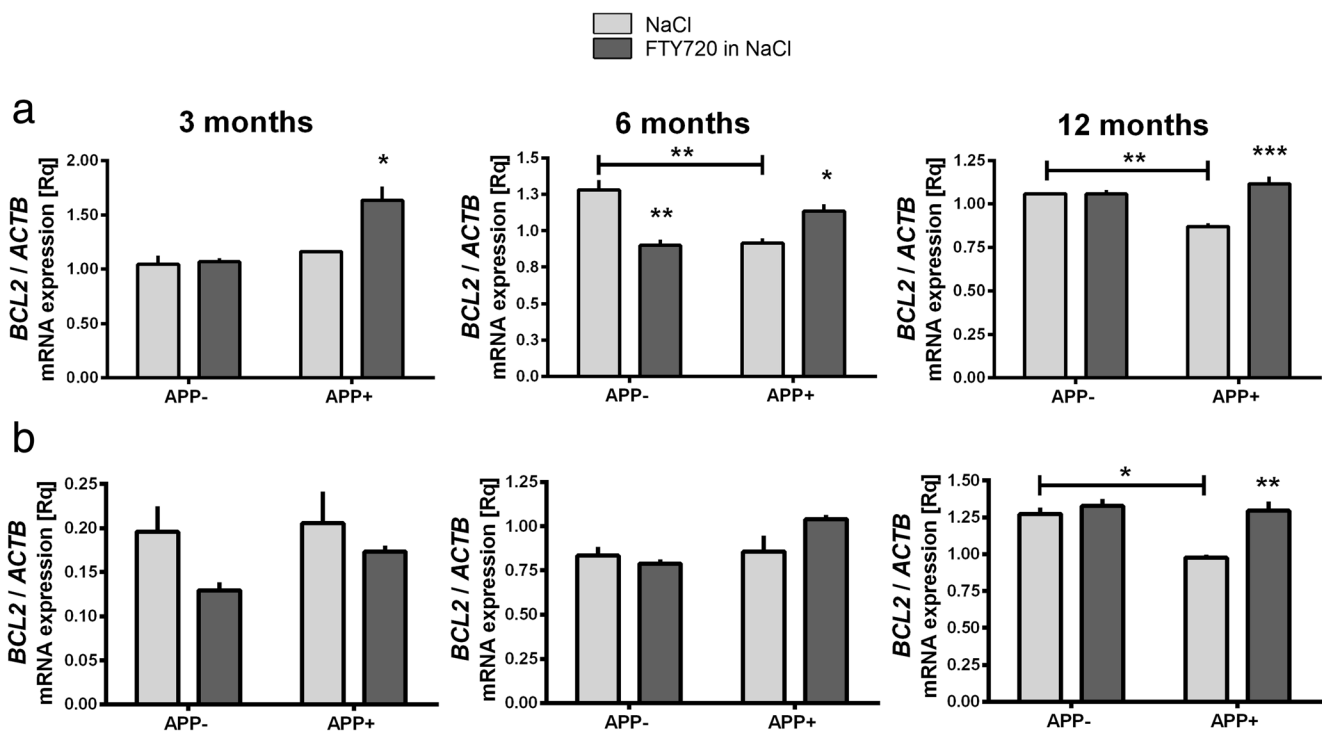 NaCl
FTY720 in NaCl
a
3 months
BCL2 / ACTB
mRNA expression [Rq]
2.00
1.50
1.00
0.50
0.00
*
APP-
APP+
6 months
BCL2 / ACTB
mRNA expression [Rq]
1.5
1.3
1.0
0.8
0.5
0.3
0.0
**
**
*
APP-
APP+
12 months
BCL2 / ACTB
mRNA expression [Rq]
1.25
1.00
0.75
0.50
1.25
0.00
**
***
APP-
APP+
b
BCL2 / ACTB
mRNA expression [Rq]
0.25
0.20
0.15
0.10
0.05
0.00
APP-
APP+
BCL2 / ACTB
mRNA expression [Rq]
1.25
1.00
0.75
0.50
1.25
0.00
APP-
APP+
BCL2 / ACTB
mRNA expression [Rq]
1.50
1.25
1.00
0.75
0.50
1.25
0.00
*
**
APP-
APP+